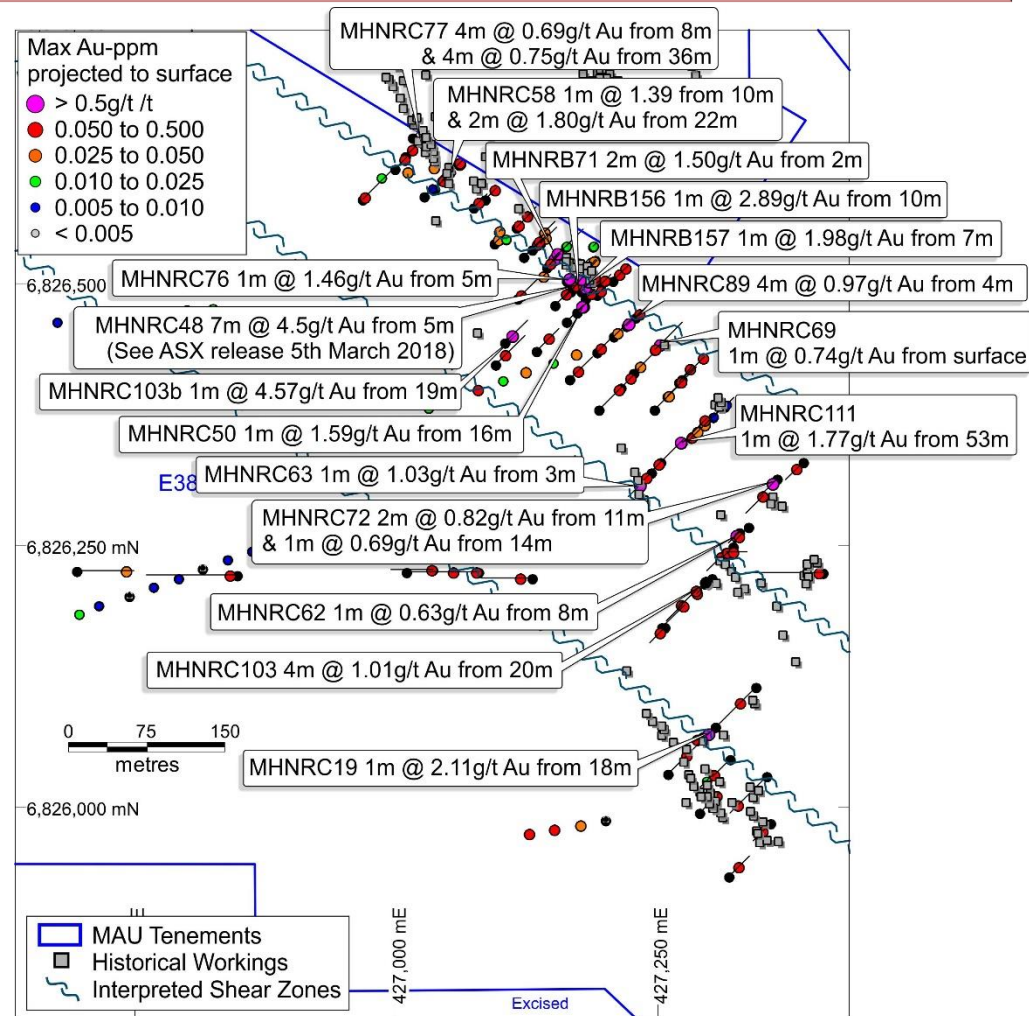 Max Au-ppm
projected to surface
> 0.5g/t /t
0.050 to 0.500
0.025 to 0.050
0.010 to 0.025
0.005 to 0.010
< 0.005
MHNRC77 4m @ 0.69g/t Au from 8m
& 4m @ 0.75g/t Au from 36m
MHNRC58 1m @ 1.39 from 10m
& 2m @ 1.80g/t Au from 22m
MHNRB71 2m @ 1.50g/t Au from 2m
MHNRB156 1m @ 2.89g/t Au from 10m
MHNRB157 1m @ 1.98g/t Au from 7m
MHNRC76 1m @ 1.46g/t Au from 5m
MHNRC89 4m @ 0.97g/t Au from 4m
6,826,500
MHNRC48 7m @ 4.5g/t Au from 5m
(See ASX release 5th March 2018)
MHNRC69
1m @ 0.74g/t Au from surface
MHNRC103b 1m @ 4.57g/t Au from 19m
MHNRC111
1m @ 1.77g/t Au from 53m
MHNRC50 1m @ 1.59g/t Au from 16m
E38
MHNRC63 1m @ 1.03g/t Au from 3m
MHNRC72 2m @ 0.82g/t Au from 11m
& 1m @ 0.69g/t Au from 14m
6,826,250 mN
MHNRC62 1m @ 0.63g/t Au from 8m
MHNRC103 4m @ 1.01g/t Au from 20m
0 75 150
metres
MHNRC19 1m @ 2.11g/t Au from 18m
6,826,000 mN
MAU Tenements
Historical Workings
Interpreted Shear Zones
427,000 mE
427,250 mE
Excised